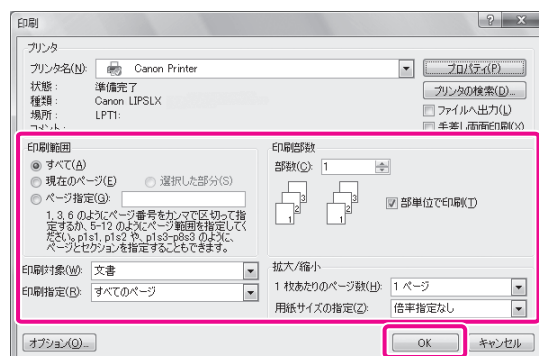 印刷
プリンタ
プリンタ名(N): Canon Printer プロパティ(P)
状態: 準備完了 プリンタの検索(D)...
種類: Canon LIPSLX
場所: LPT1: ファイルへ出力(L)
コメント: 手差し両面印刷(X)
印刷範囲
すべて(A)
現在のページ(E) 選択した部分(S)
ページ指定(G):
1, 3, 6 のようにページ番号をカンマで区切って指
定するか、5-12 のようにページ範囲を指定してく
ださい。p1s1, p1s2 や、p1s3-p8s3 のように、
ページとセクションを指定することもできます。
印刷部数
部数(C): 1
部単位で印刷(T)
印刷対象(W): 文書
印刷指定(R): すべてのページ
拡大/縮小
1 枚あたりのページ数(H): 1 ページ
用紙サイズの指定(Z): 倍率指定なし
オプション(O)... OK キャンセル